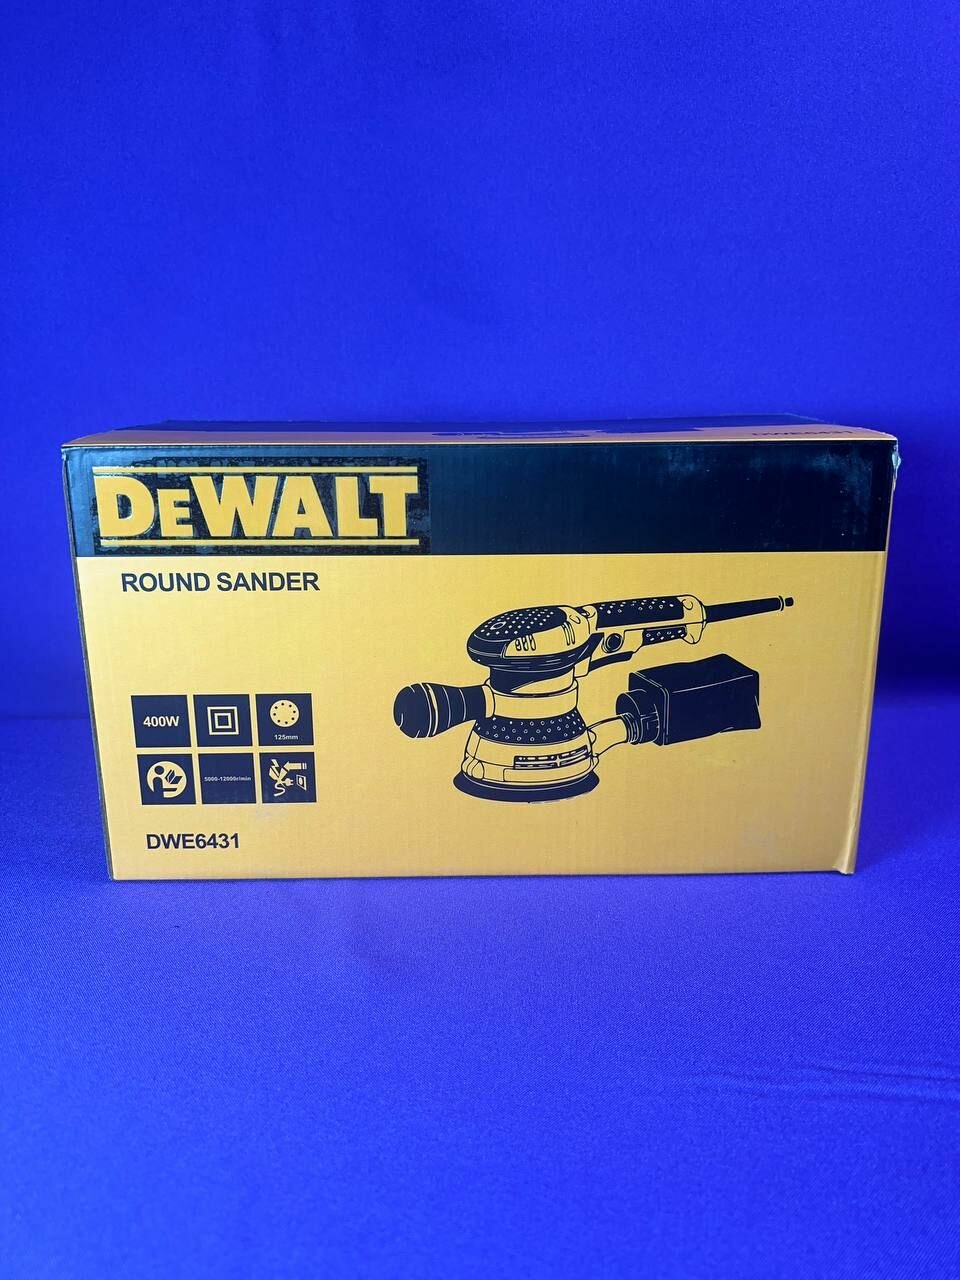 DEWALT
ROUND SANDER
400W
125mm
5000-12000r/min
DWE6431